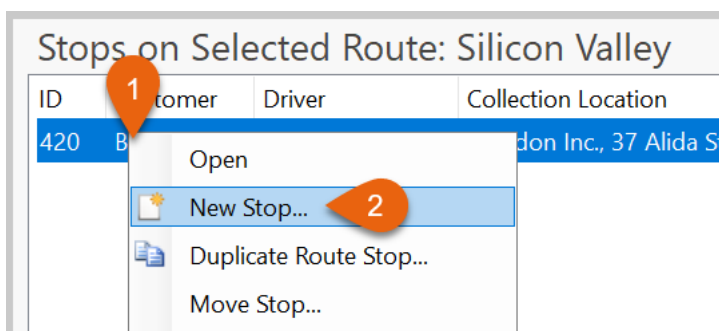 Stops on Selected Route: Silicon Valley
ID 1 tomer Driver Collection Location
420 B don Inc., 37 Alida S
Open
New Stop... 2
Duplicate Route Stop...
Move Stop...